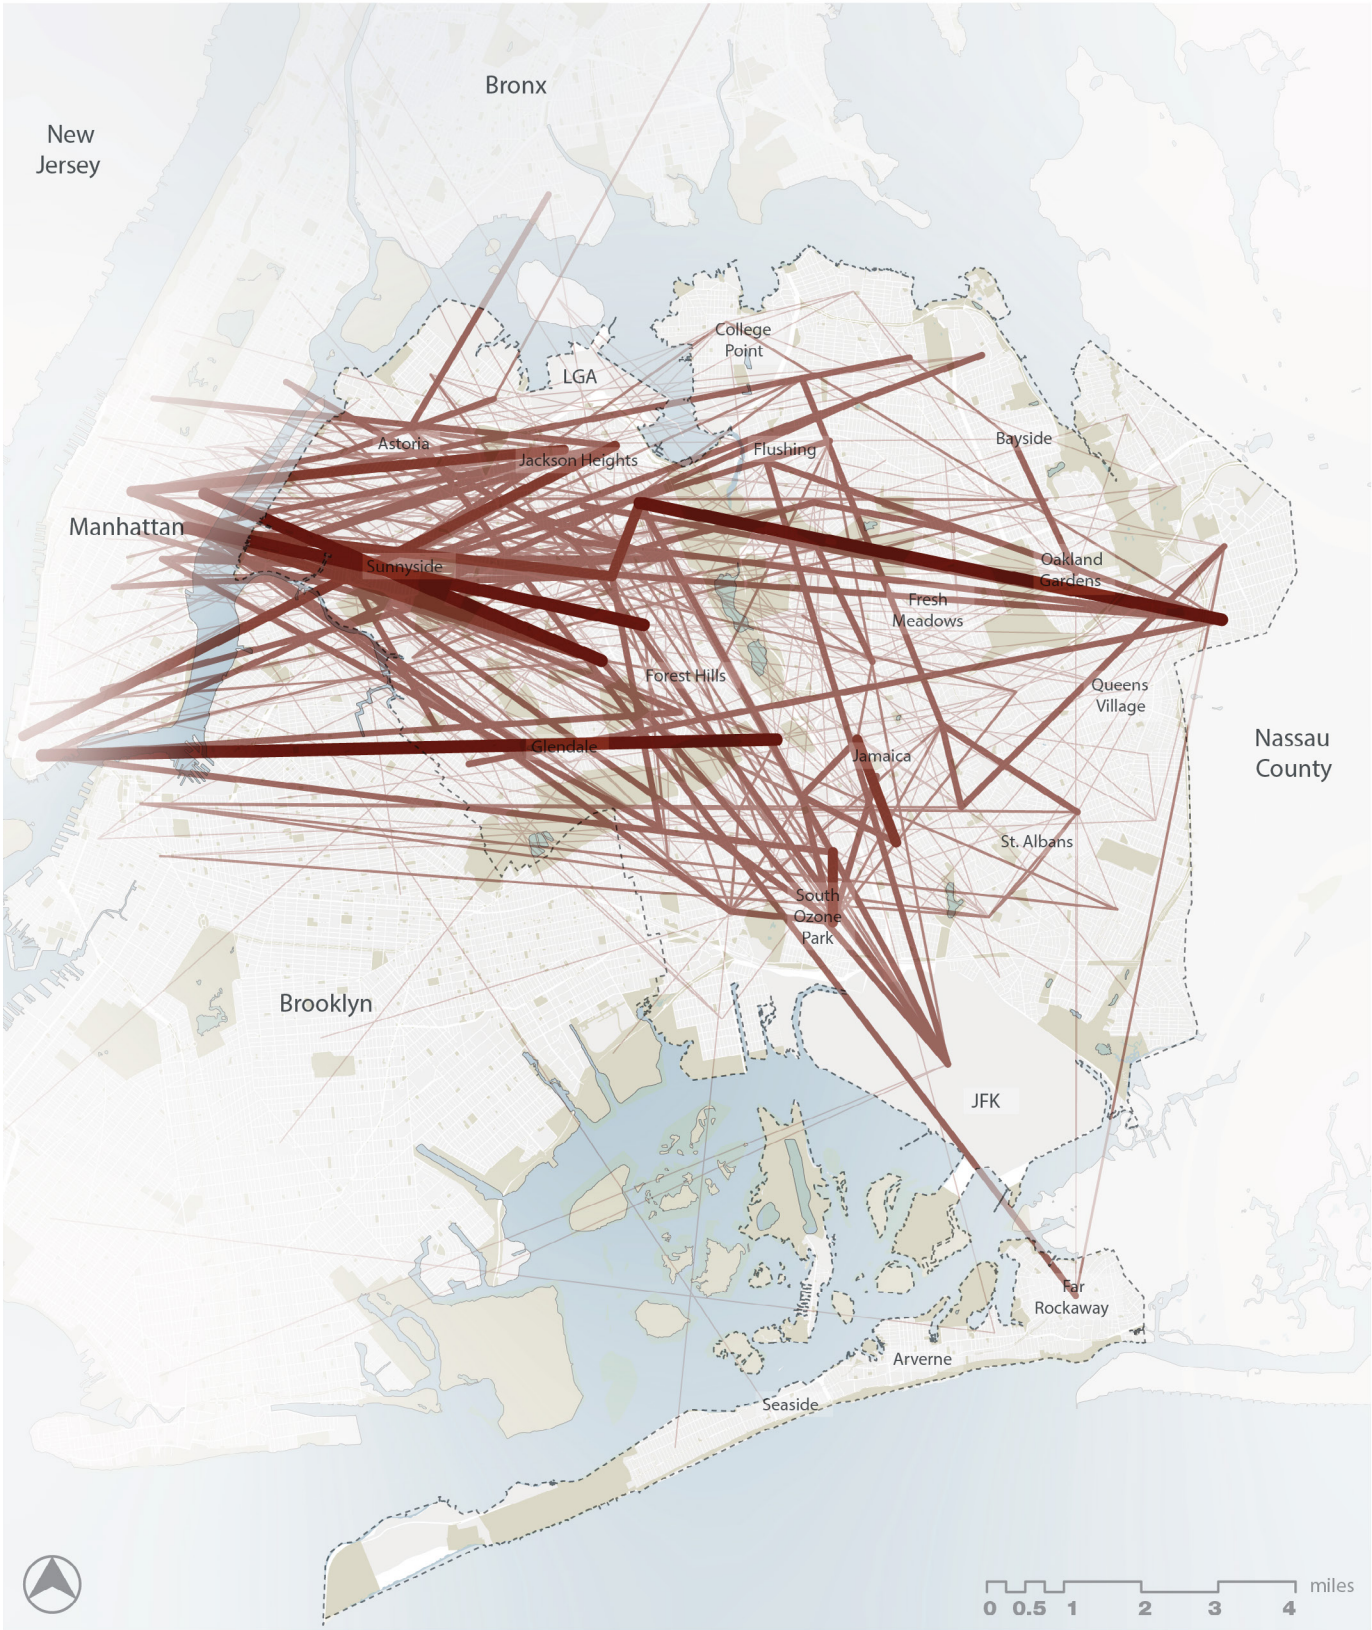 Bronx
New
Jersey
College
Point
LGA
Astoria
Bayside
Flushing
Jackson Heights
Manhattan
Sunnyside
Oakland
Gardens
Fresh
Meadows
Forest Hills
Queens
Village
Glendale
Jamaica
Nassau
County
St. Albans
South
Ozone
Park
Brooklyn
JFK
Far
Rockaway
Arverne
Seaside
miles
0 0.5 1 2 3 4